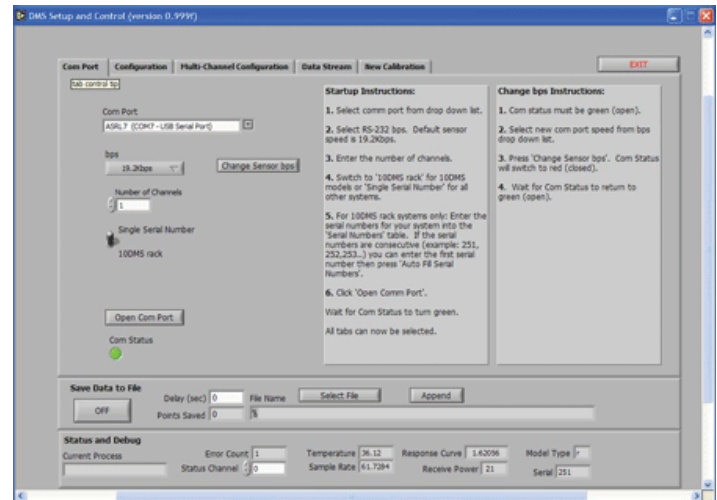 DMS Setup and Control (version 0.999f)
Com Port
Configuration
Multi-Channel Configuration
Data Stream
New Calibration
EXIT
tab control tip
Com Port
ASRL7 (COM7 - USB Serial Port)
bps
19.2Kbps
Change Sensor bps
Number of Channels
1
Single Serial Number
10DMS rack
Open Com Port
Com Status
Startup Instructions:
1. Select comm port from drop down list.
2. Select RS-232 bps. Default sensor
speed is 19.2Kbps.
3. Enter the number of channels.
4. Switch to '10DMS rack' for 10DMS
models or 'Single Serial Number' for all
other systems.
5. For 10DMS rack systems only: Enter the
serial numbers for your system into the
'Serial Numbers' table. If the serial
numbers are consecutive (example: 251,
252,253...) you can enter the first serial
number then press 'Auto Fill Serial
Numbers'.
6. Click 'Open Comm Port'.
Wait for Com Status to turn green.
All tabs can now be selected.
Change bps Instructions:
1. Com status must be green (open).
2. Select new com port speed from bps
drop down list.
3. Press 'Change Sensor bps'. Com Status
will switch to red (closed).
4. Wait for Com Status to return to
green (open).
Save Data to File
OFF
Delay (sec) 0
File Name
Select File
Append
Points Saved 0
Status and Debug
Current Process
Error Count 1
Status Channel 0
Temperature 36.12
Sample Rate 61.7284
Response Curve 1.62096
Receive Power 21
Model Type r
Serial 251